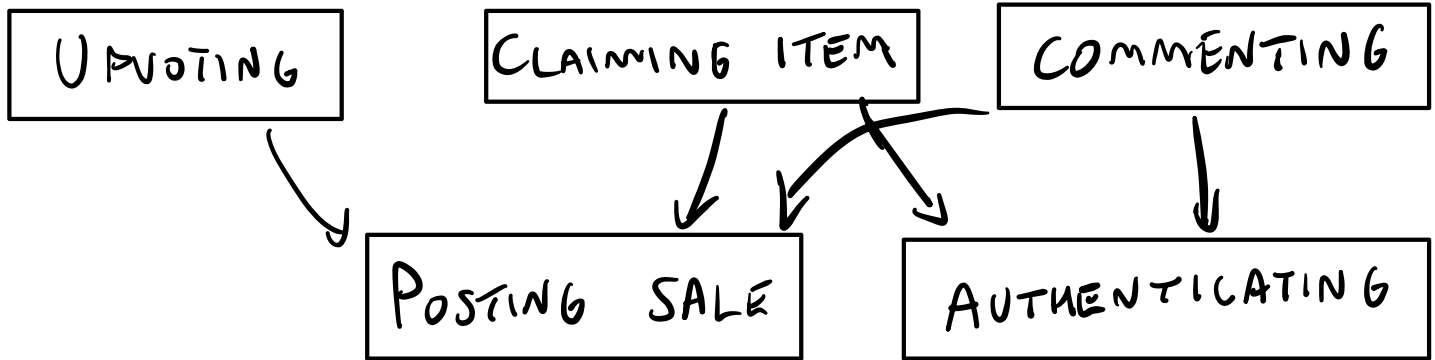 UPVOTING
CLAIMING ITEM
COMMENTING
POSTING SALE
AUTHENTICATING